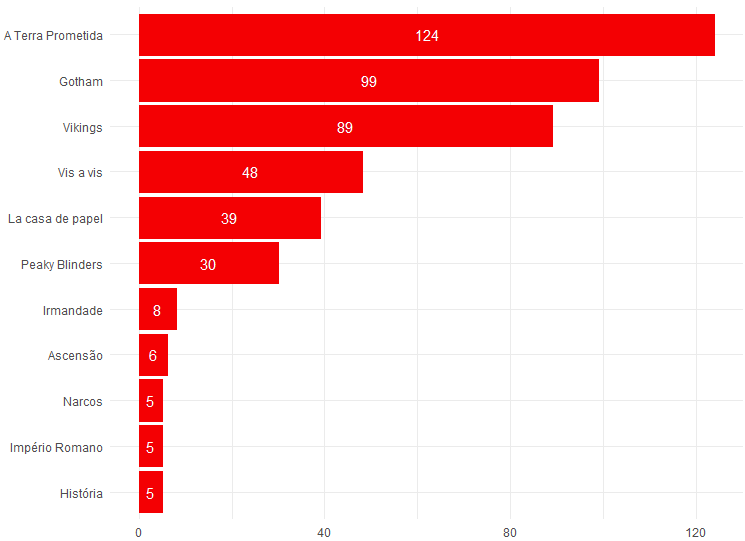 A Terra Prometida 124
Gotham 99
Vikings 89
Vis a vis 48
La casa de papel 39
Peaky Blinders 30
Irmandade 8
Ascensão 6
Narcos 5
Império Romano 5
História 5
0 40 80 120